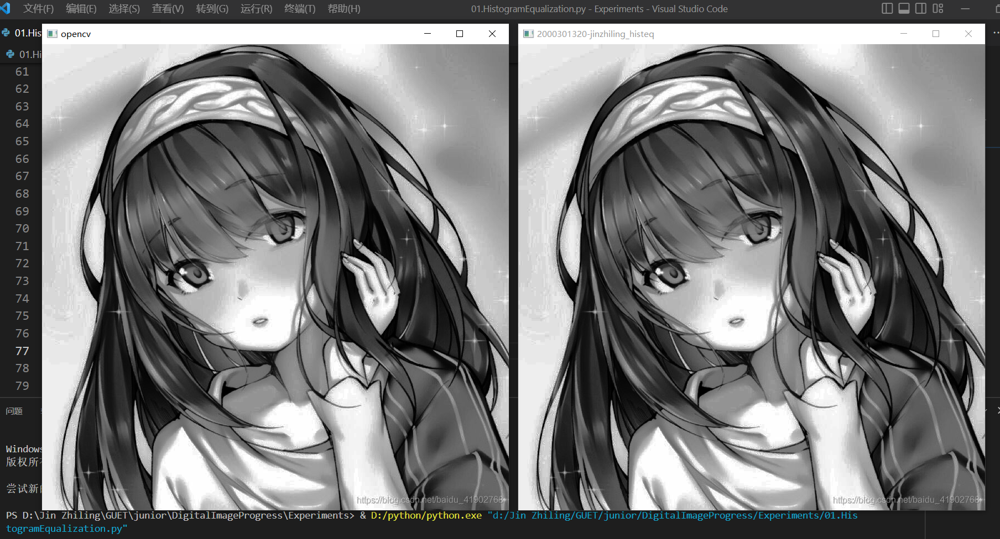 文件(F) 编辑(E) 选择(S) 查看(V) 转到(G) 运行(R) 终端(T) 帮助(H) 01.HistogramEqualization.py - Experiments - Visual Studio Code
01.His
opencv
2000301320-jinzhiling_histeq
01.Hi
61
62
63
64
65
66
67
68
69
70
71
72
73
74
75
76
77
78
79
问题
Windows
版权所
尝试新
https://blog.csdn.net/baidu_41902768
https://blog.csdn.net/baidu_41902768
PS D:\Jin Zhiling\GUET\junior\DigitalImageProgress\Experiments> & D:/python/python.exe "d:/Jin Zhiling/GUET/junior/DigitalImageProgress/Experiments/01.His
togramEqualization.py"